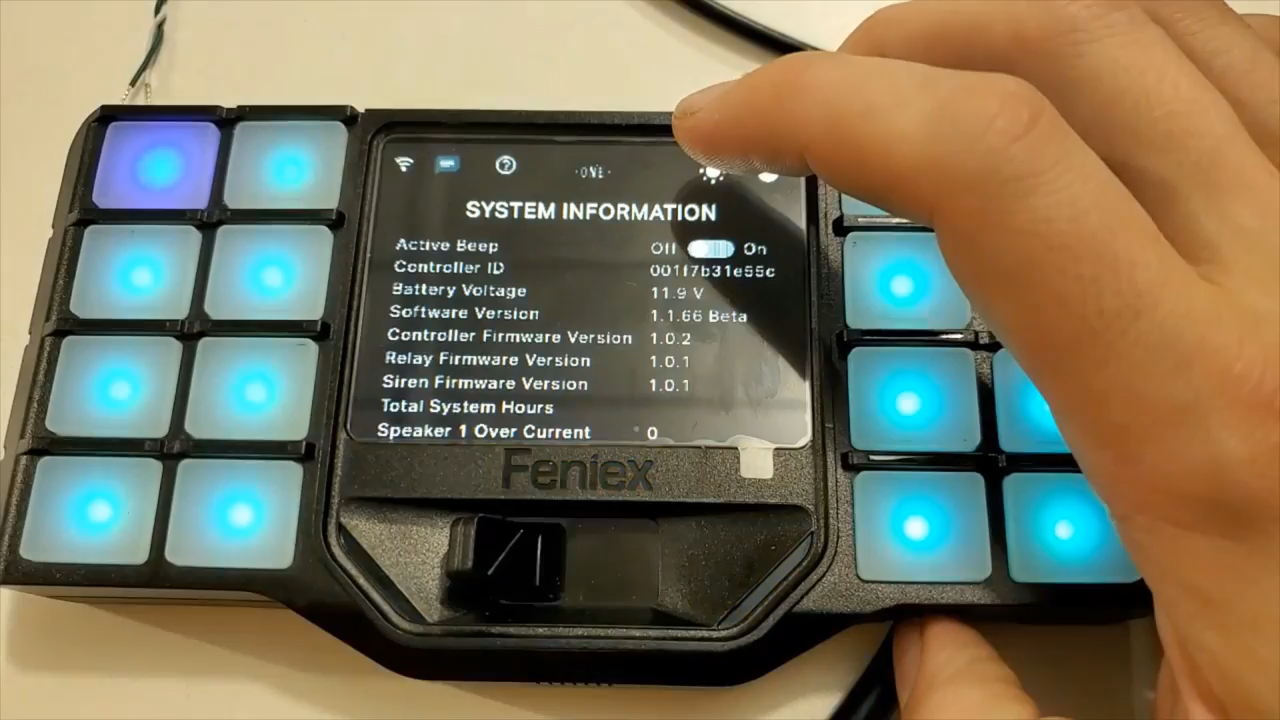 ·ONE·
SYSTEM INFORMATION
Active Beep Off On
Controller ID 001f7b31e55c
Battery Voltage 11.9 V
Software Version 1.1.66 Beta
Controller Firmware Version 1.0.2
Relay Firmware Version 1.0.1
Siren Firmware Version 1.0.1
Total System Hours
Speaker 1 Over Current 0
Feniex